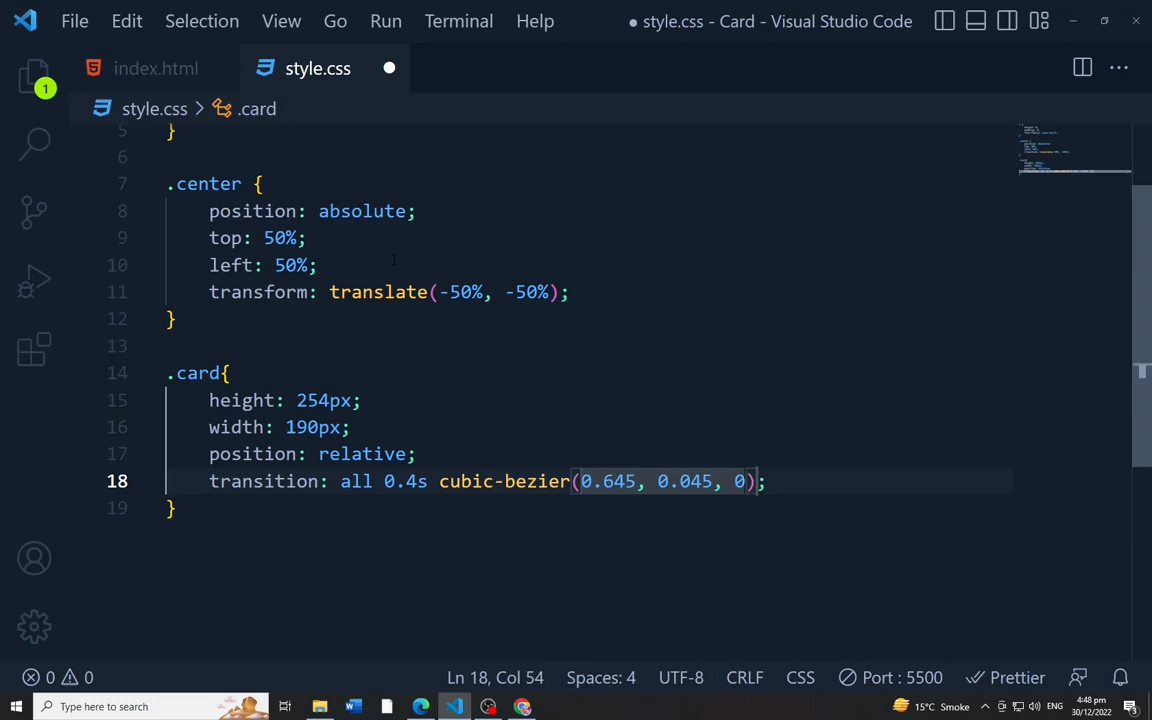 File Edit Selection View Go Run Terminal Help ● style.css - Card - Visual Studio Code
index.html style.css
1
style.css > .card
5 }
6
7 .center {
8 position: absolute;
9 top: 50%;
10 left: 50%;
11 transform: translate(-50%, -50%);
12 }
13
14 .card{
15 height: 254px;
16 width: 190px;
17 position: relative;
18 transition: all 0.4s cubic-bezier(0.645, 0.045, 0);
19 }
0 0 Ln 18, Col 54 Spaces: 4 UTF-8 CRLF CSS Port : 5500 Prettier
Type here to search 15°C Smoke ENG 4:48 pm
30/12/2022 3